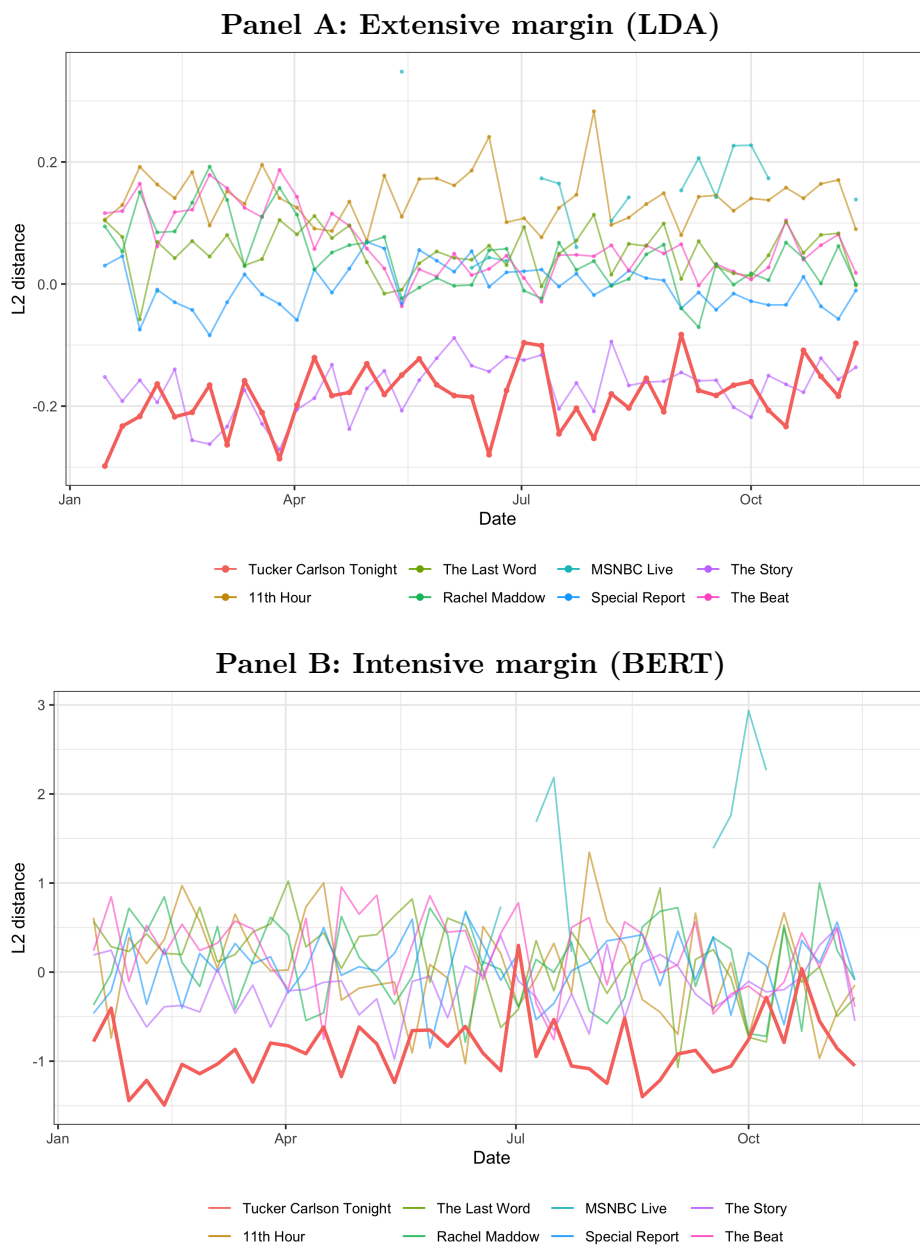 Panel A: Extensive margin (LDA)
L2 distance
0.2
0.0
-0.2
Jan Apr Jul Oct
Date
Tucker Carlson Tonight The Last Word MSNBC Live The Story
11th Hour Rachel Maddow Special Report The Beat
Panel B: Intensive margin (BERT)
L2 distance
3
2
1
0
-1
Jan Apr Jul Oct
Date
Tucker Carlson Tonight The Last Word MSNBC Live The Story
11th Hour Rachel Maddow Special Report The Beat